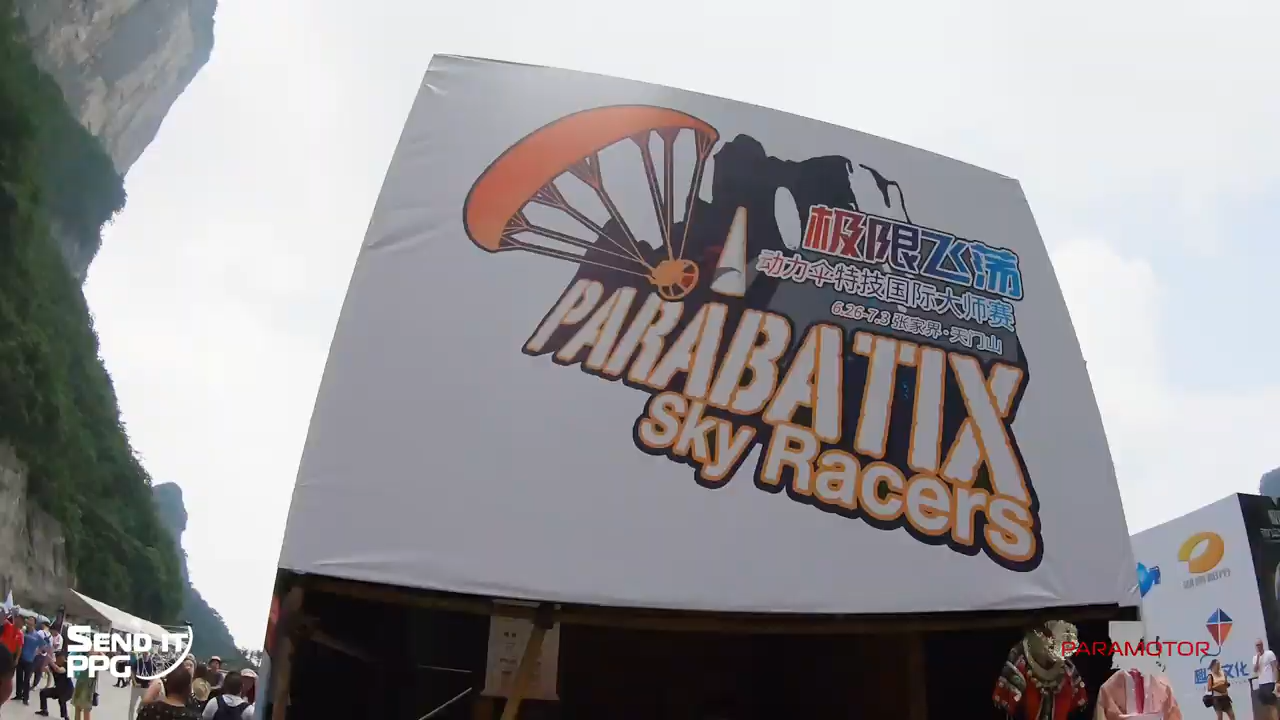 极限飞荡
动力伞特技国际大师赛
6.26-7.3 张家界·天门山
PARABATIX
Sky Racers
SEND IT
PPG
PARAMOTOR